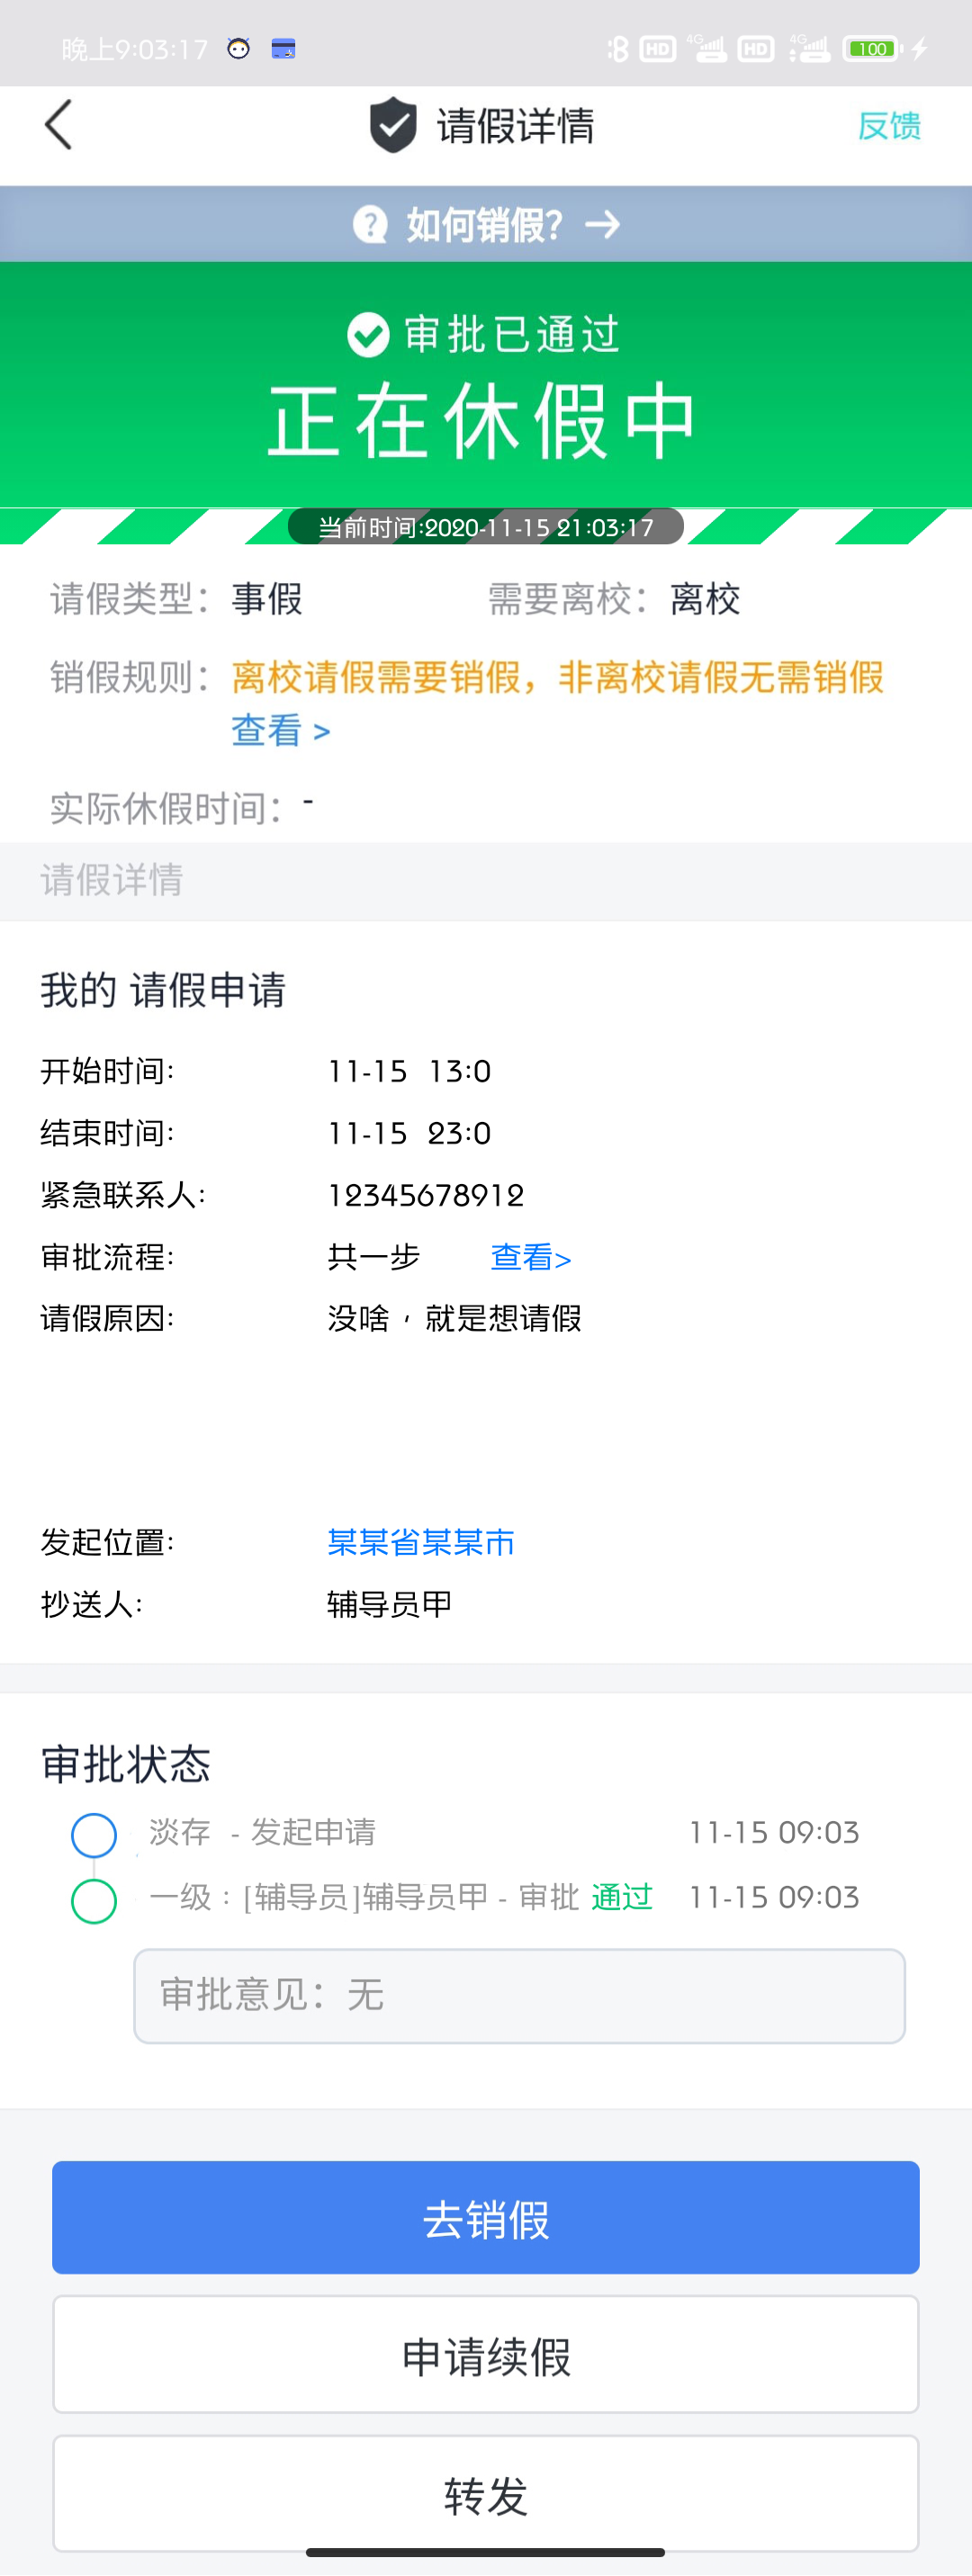 晚上9:03:17 HD 4G HD 4G 100
请假详情 反馈
如何销假? →
审批已通过
正在休假中
当前时间:2020-11-15 21:03:17
请假类型: 事假 需要离校: 离校
销假规则: 离校请假需要销假，非离校请假无需销假
查看 >
实际休假时间: -
请假详情
我的 请假申请
开始时间: 11-15 13:0
结束时间: 11-15 23:0
紧急联系人: 12345678912
审批流程: 共一步 查看>
请假原因: 没啥，就是想请假
发起位置: 某某省某某市
抄送人: 辅导员甲
审批状态
淡存 - 发起申请 11-15 09:03
一级：[辅导员]辅导员甲 - 审批 通过 11-15 09:03
审批意见: 无
去销假
申请续假
转发